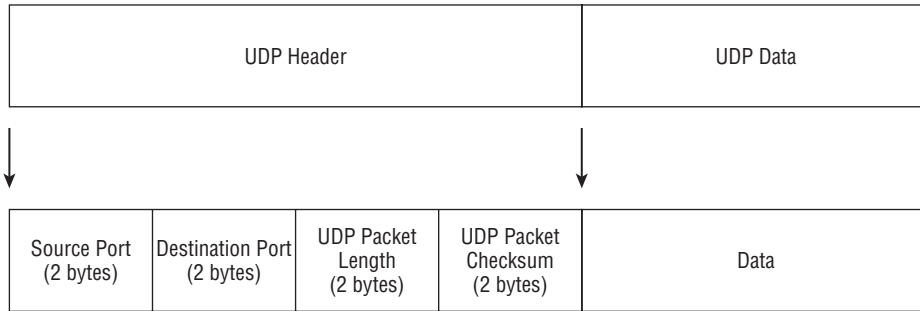 UDP Header
UDP Data
Source Port
(2 bytes)
Destination Port
(2 bytes)
UDP Packet
Length
(2 bytes)
UDP Packet
Checksum
(2 bytes)
Data